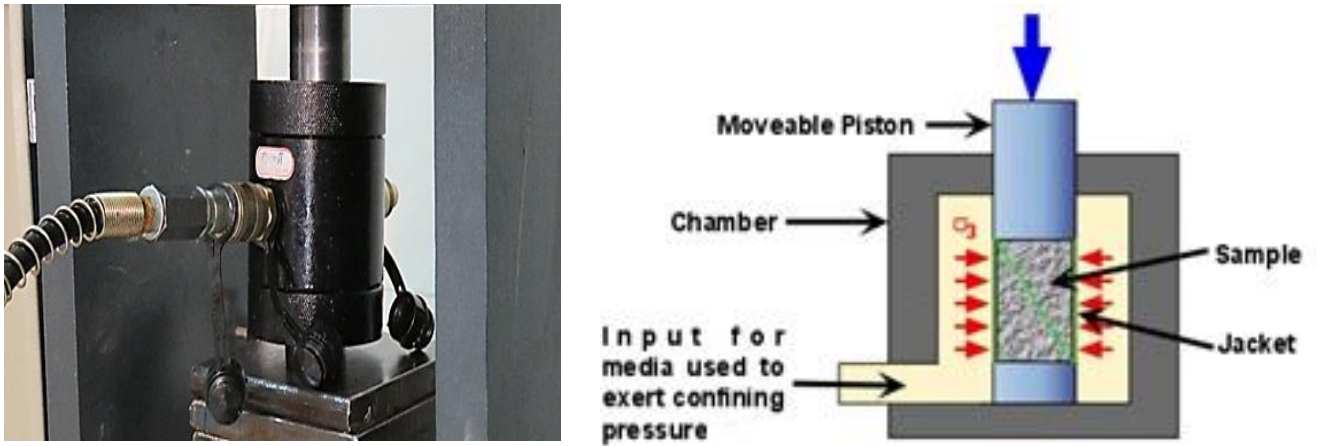 Moveable Piston
Chamber
σ3
Sample
Jacket
Input for
media used to
exert confining
pressure